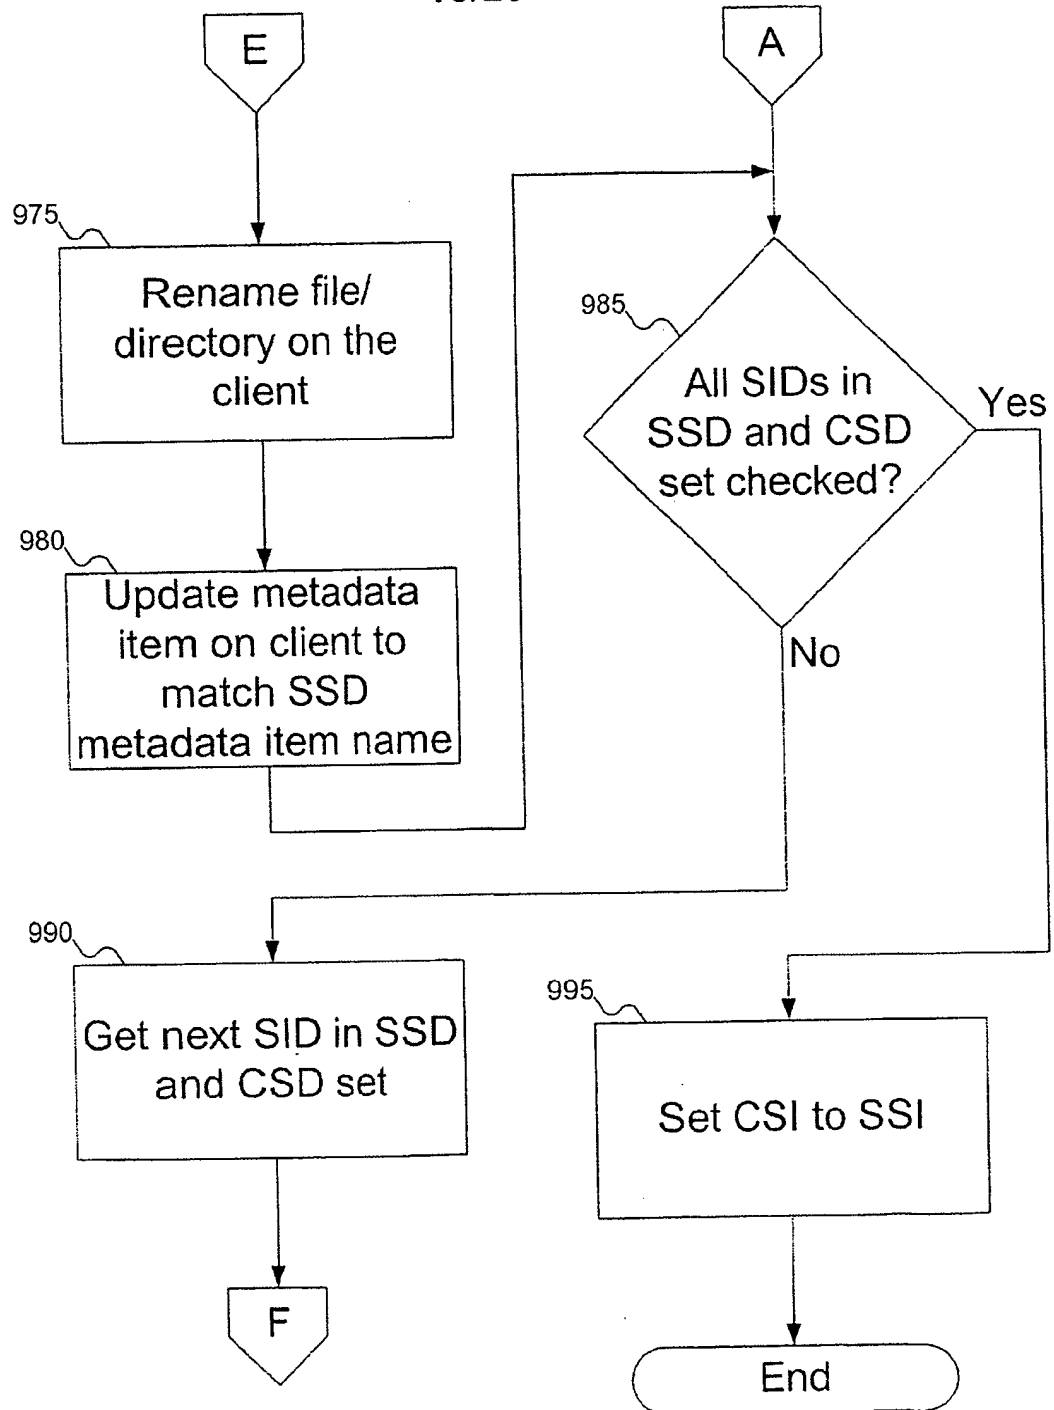 E
A
975
Rename file/
directory on the
client
985
All SIDs in
SSD and CSD
set checked?
Yes
980
Update metadata
item on client to
match SSD
metadata item name
No
990
Get next SID in SSD
and CSD set
995
Set CSI to SSI
F
End